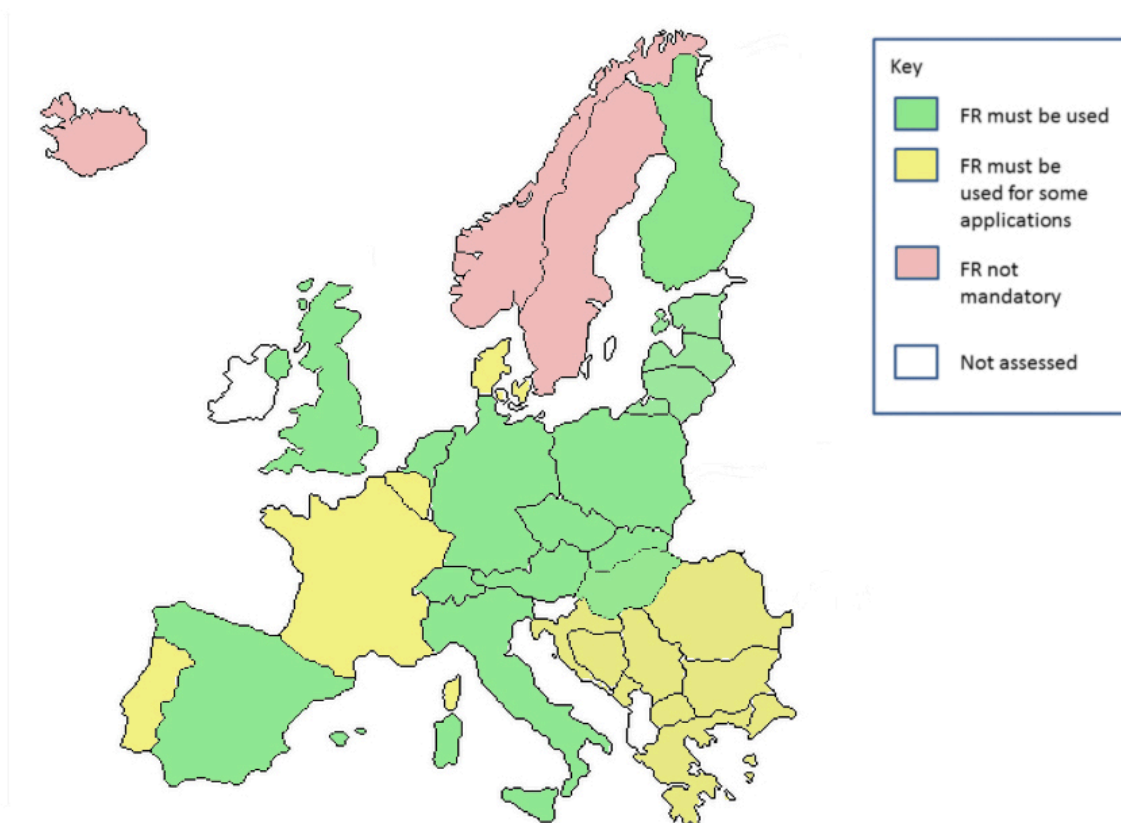 Key
FR must be used
FR must be
used for some
applications
FR not
mandatory
Not assessed